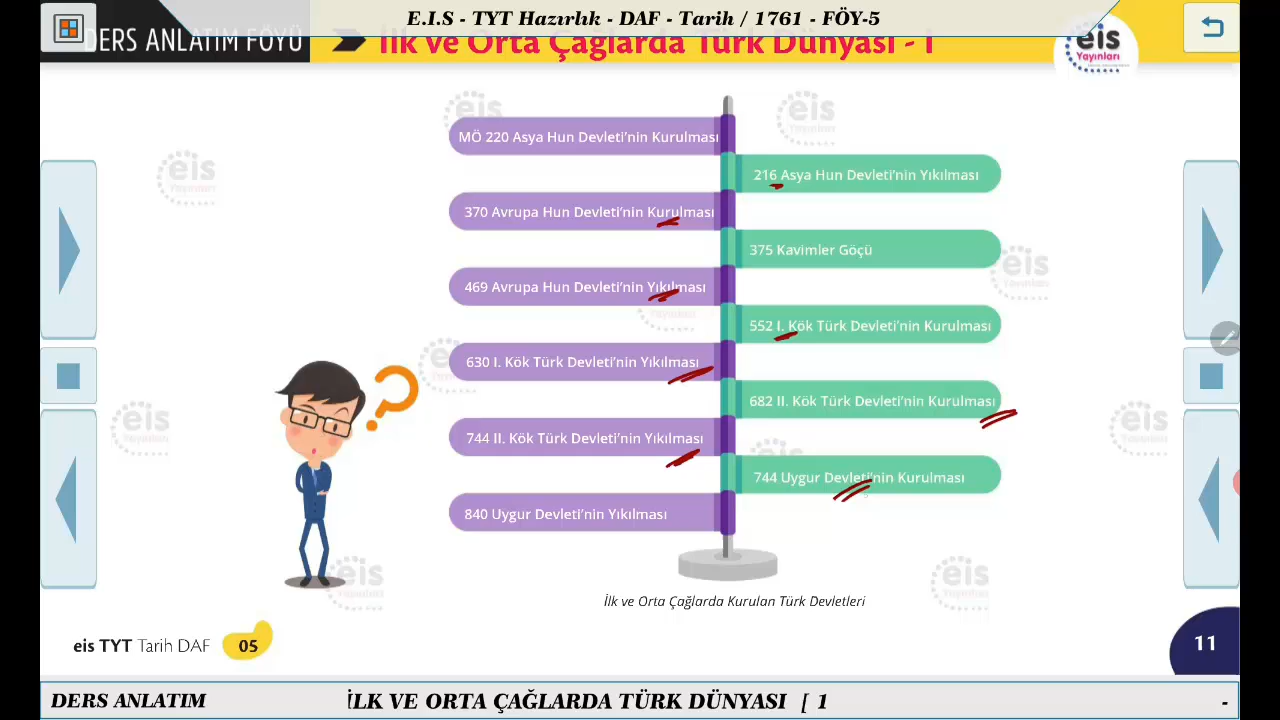 E.I.S - TYT Hazırlık - DAF - Tarih / 1761 - FÖY-5
DERS ANLATIM FÖYÜ
İlk ve Orta Çağlarda Türk Dünyası - I
eis
Yayınları
MÖ 220 Asya Hun Devleti'nin Kurulması
216 Asya Hun Devleti'nin Yıkılması
370 Avrupa Hun Devleti'nin Kurulması
375 Kavimler Göçü
469 Avrupa Hun Devleti'nin Yıkılması
552 I. Kök Türk Devleti'nin Kurulması
630 I. Kök Türk Devleti'nin Yıkılması
682 II. Kök Türk Devleti'nin Kurulması
744 II. Kök Türk Devleti'nin Yıkılması
744 Uygur Devleti'nin Kurulması
840 Uygur Devleti'nin Yıkılması
İlk ve Orta Çağlarda Kurulan Türk Devletleri
eis TYT Tarih DAF 05
11
DERS ANLATIM İLK VE ORTA ÇAĞLARDA TÜRK DÜNYASI [ 1 -